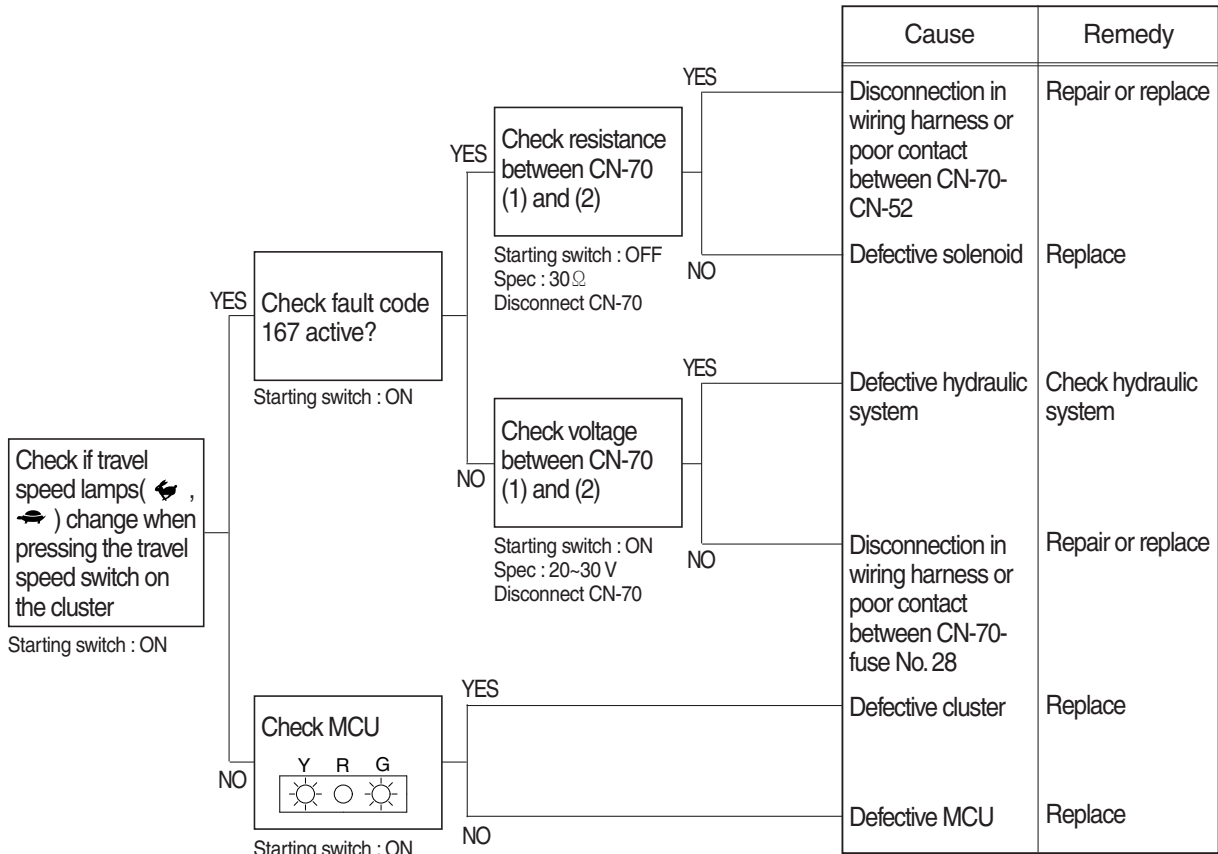 Cause
Remedy
YES
Disconnection in
wiring harness or
poor contact
between CN-70-
CN-52
Repair or replace
YES
Check resistance
between CN-70
(1) and (2)
Starting switch : OFF
Spec : 30Ω
Disconnect CN-70
NO
Defective solenoid
Replace
YES
Check fault code
167 active?
Starting switch : ON
YES
Defective hydraulic
system
Check hydraulic
system
NO
Check voltage
between CN-70
(1) and (2)
Starting switch : ON
Spec : 20~30 V
Disconnect CN-70
NO
Disconnection in
wiring harness or
poor contact
between CN-70-
fuse No. 28
Repair or replace
Check if travel
speed lamps( ,
) change when
pressing the travel
speed switch on
the cluster
Starting switch : ON
NO
Check MCU
Y R G
Starting switch : ON
YES
Defective cluster
Replace
NO
Defective MCU
Replace